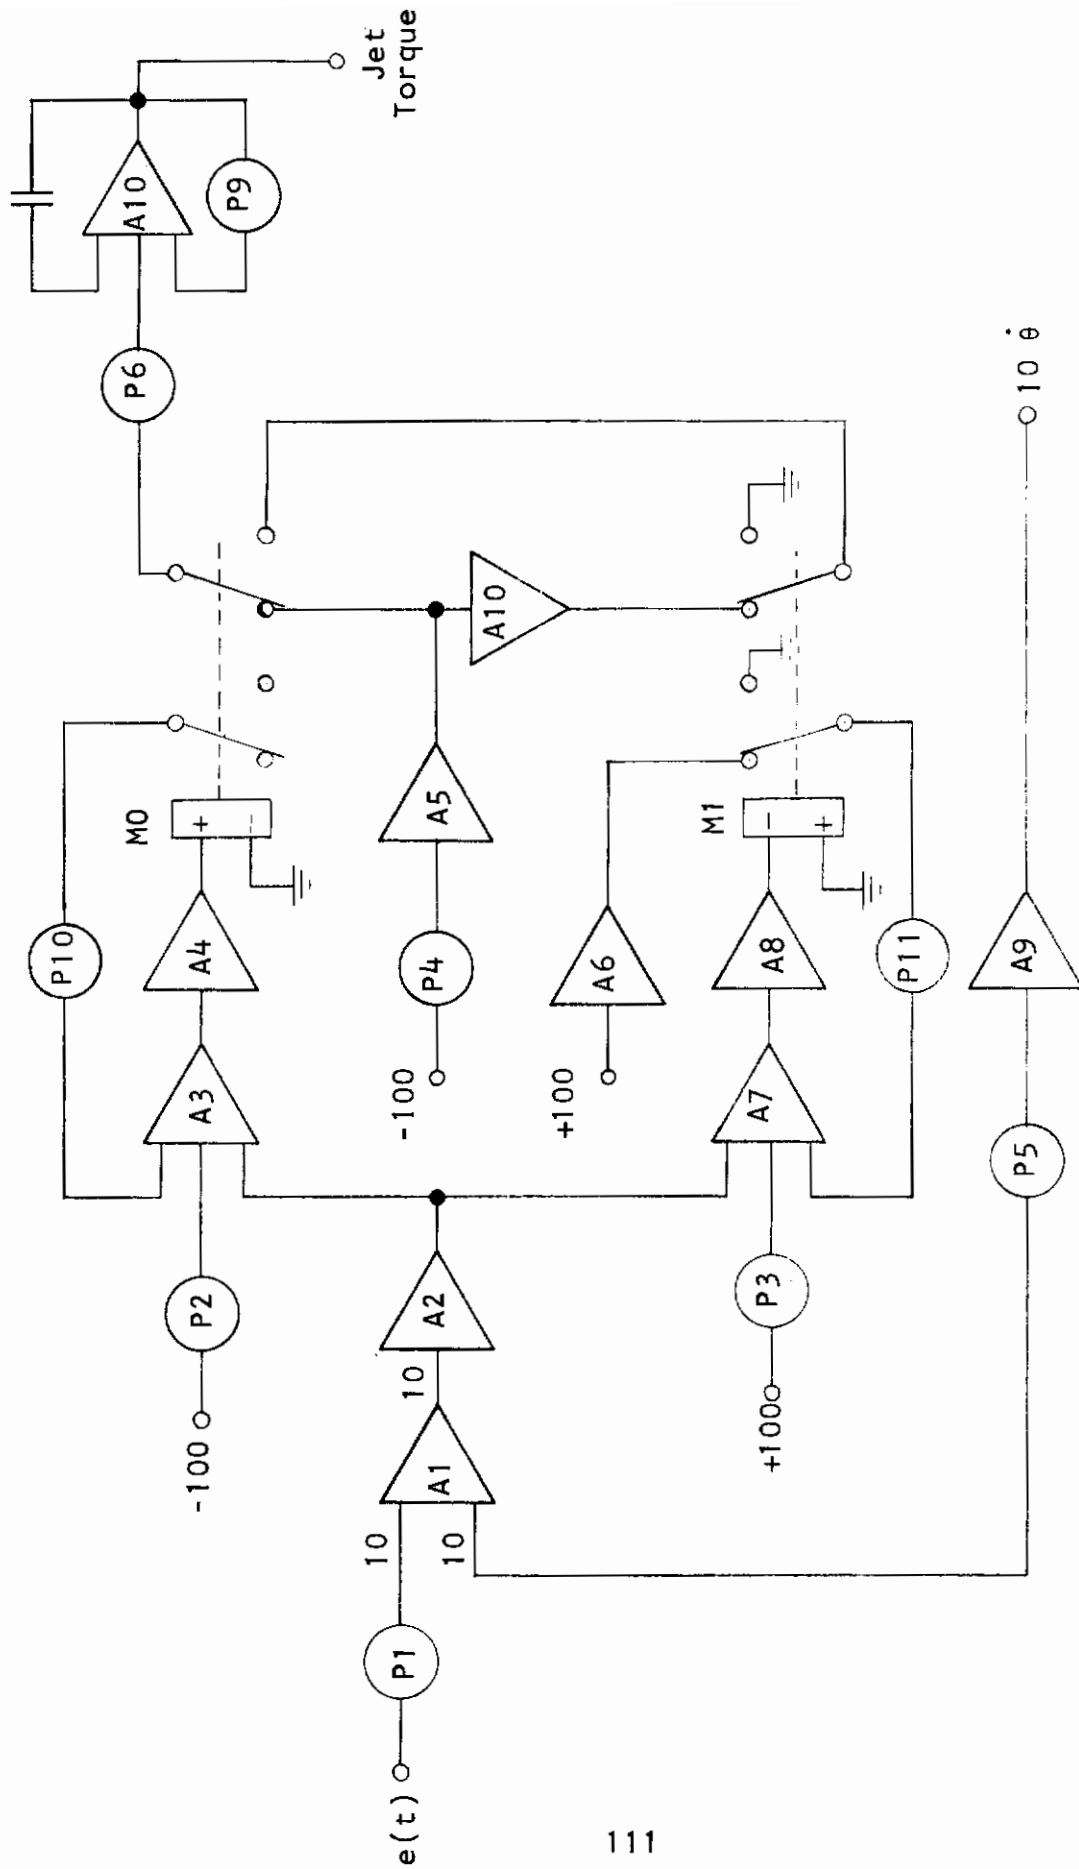 Jet
Torque
A10
P9
P6
10 θ̇
A10
M0
M1
P10
A4
A5
P4
-100
A6
+100
A8
P11
A9
A3
A7
P5
P2
-100
A2
10
P3
+100
A1
10
10
P1
e(t)
+
-
-
+
111